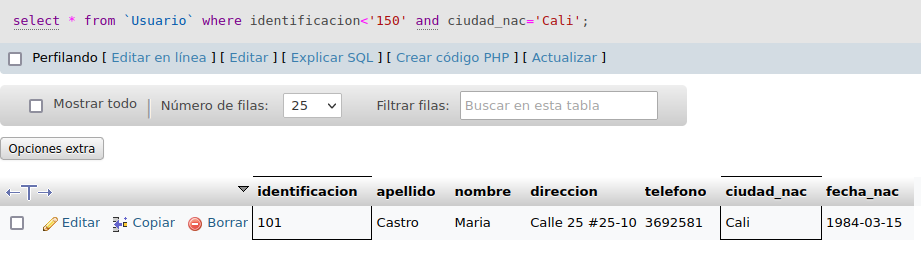 select * from `Usuario` where identificacion<'150' and ciudad_nac='Cali';
Perfilando [ Editar en línea ] [ Editar ] [ Explicar SQL ] [ Crear código PHP ] [ Actualizar ]
Mostrar todo Número de filas: 25 Filtrar filas: Buscar en esta tabla
Opciones extra
identificacion apellido nombre direccion telefono ciudad_nac fecha_nac
Editar Copiar Borrar 101 Castro Maria Calle 25 #25-10 3692581 Cali 1984-03-15